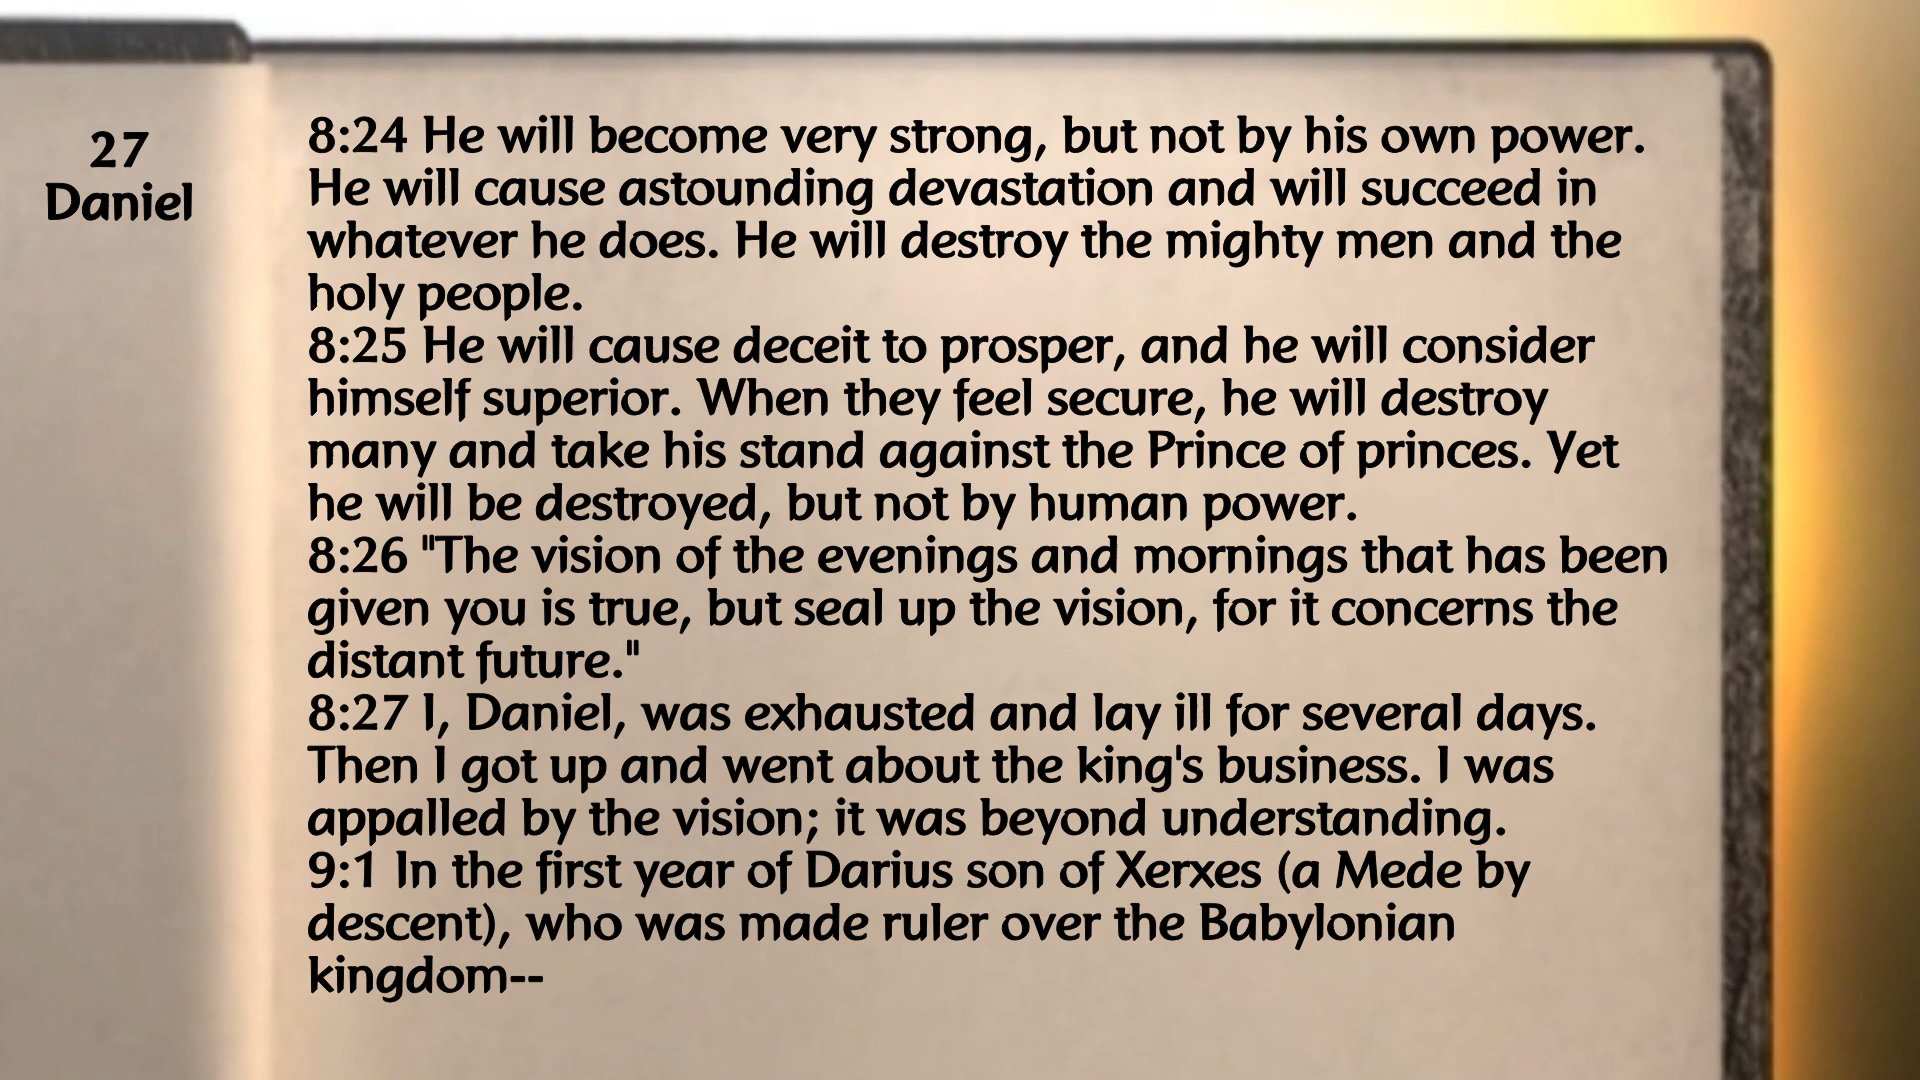 27
Daniel
8:24 He will become very strong, but not by his own power.
He will cause astounding devastation and will succeed in
whatever he does. He will destroy the mighty men and the
holy people.
8:25 He will cause deceit to prosper, and he will consider
himself superior. When they feel secure, he will destroy
many and take his stand against the Prince of princes. Yet
he will be destroyed, but not by human power.
8:26 "The vision of the evenings and mornings that has been
given you is true, but seal up the vision, for it concerns the
distant future."
8:27 I, Daniel, was exhausted and lay ill for several days.
Then I got up and went about the king's business. I was
appalled by the vision; it was beyond understanding.
9:1 In the first year of Darius son of Xerxes (a Mede by
descent), who was made ruler over the Babylonian
kingdom--